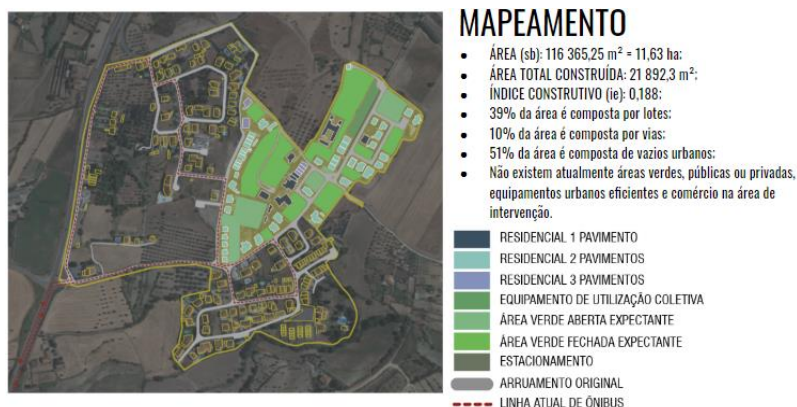 MAPEAMENTO
• ÁREA (sb): 116 365,25 m² = 11,63 ha;
• ÁREA TOTAL CONSTRUÍDA: 21 892,3 m²;
• ÍNDICE CONSTRUTIVO (ie): 0,188;
• 39% da área é composta por lotes;
• 10% da área é composta por vias;
• 51% da área é composta de vazios urbanos;
• Não existem atualmente áreas verdes, públicas ou privadas,
equipamentos urbanos eficientes e comércio na área de
intervenção.
RESIDENCIAL 1 PAVIMENTO
RESIDENCIAL 2 PAVIMENTOS
RESIDENCIAL 3 PAVIMENTOS
EQUIPAMENTO DE UTILIZAÇÃO COLETIVA
ÁREA VERDE ABERTA EXPECTANTE
ÁREA VERDE FECHADA EXPECTANTE
ESTACIONAMENTO
ARRUAMENTO ORIGINAL
LINHA ATUAL DE ÔNIBUS